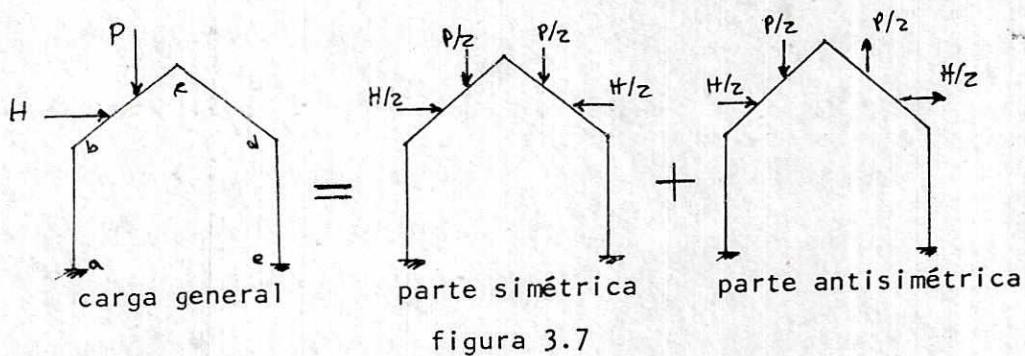 P
H
b
c
d
a
e
carga general
=
P/2 P/2
H/2 H/2
parte simétrica
+
P/2 P/2
H/2 H/2
parte antisimétrica
figura 3.7